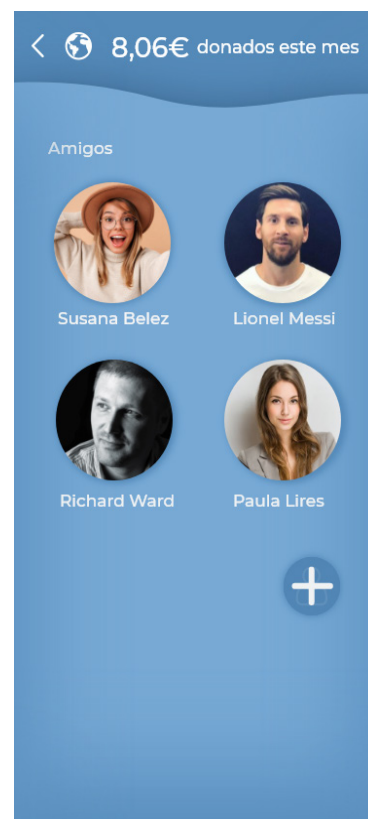 8,06€ donados este mes
Amigos
Susana Belez
Lionel Messi
Richard Ward
Paula Lires